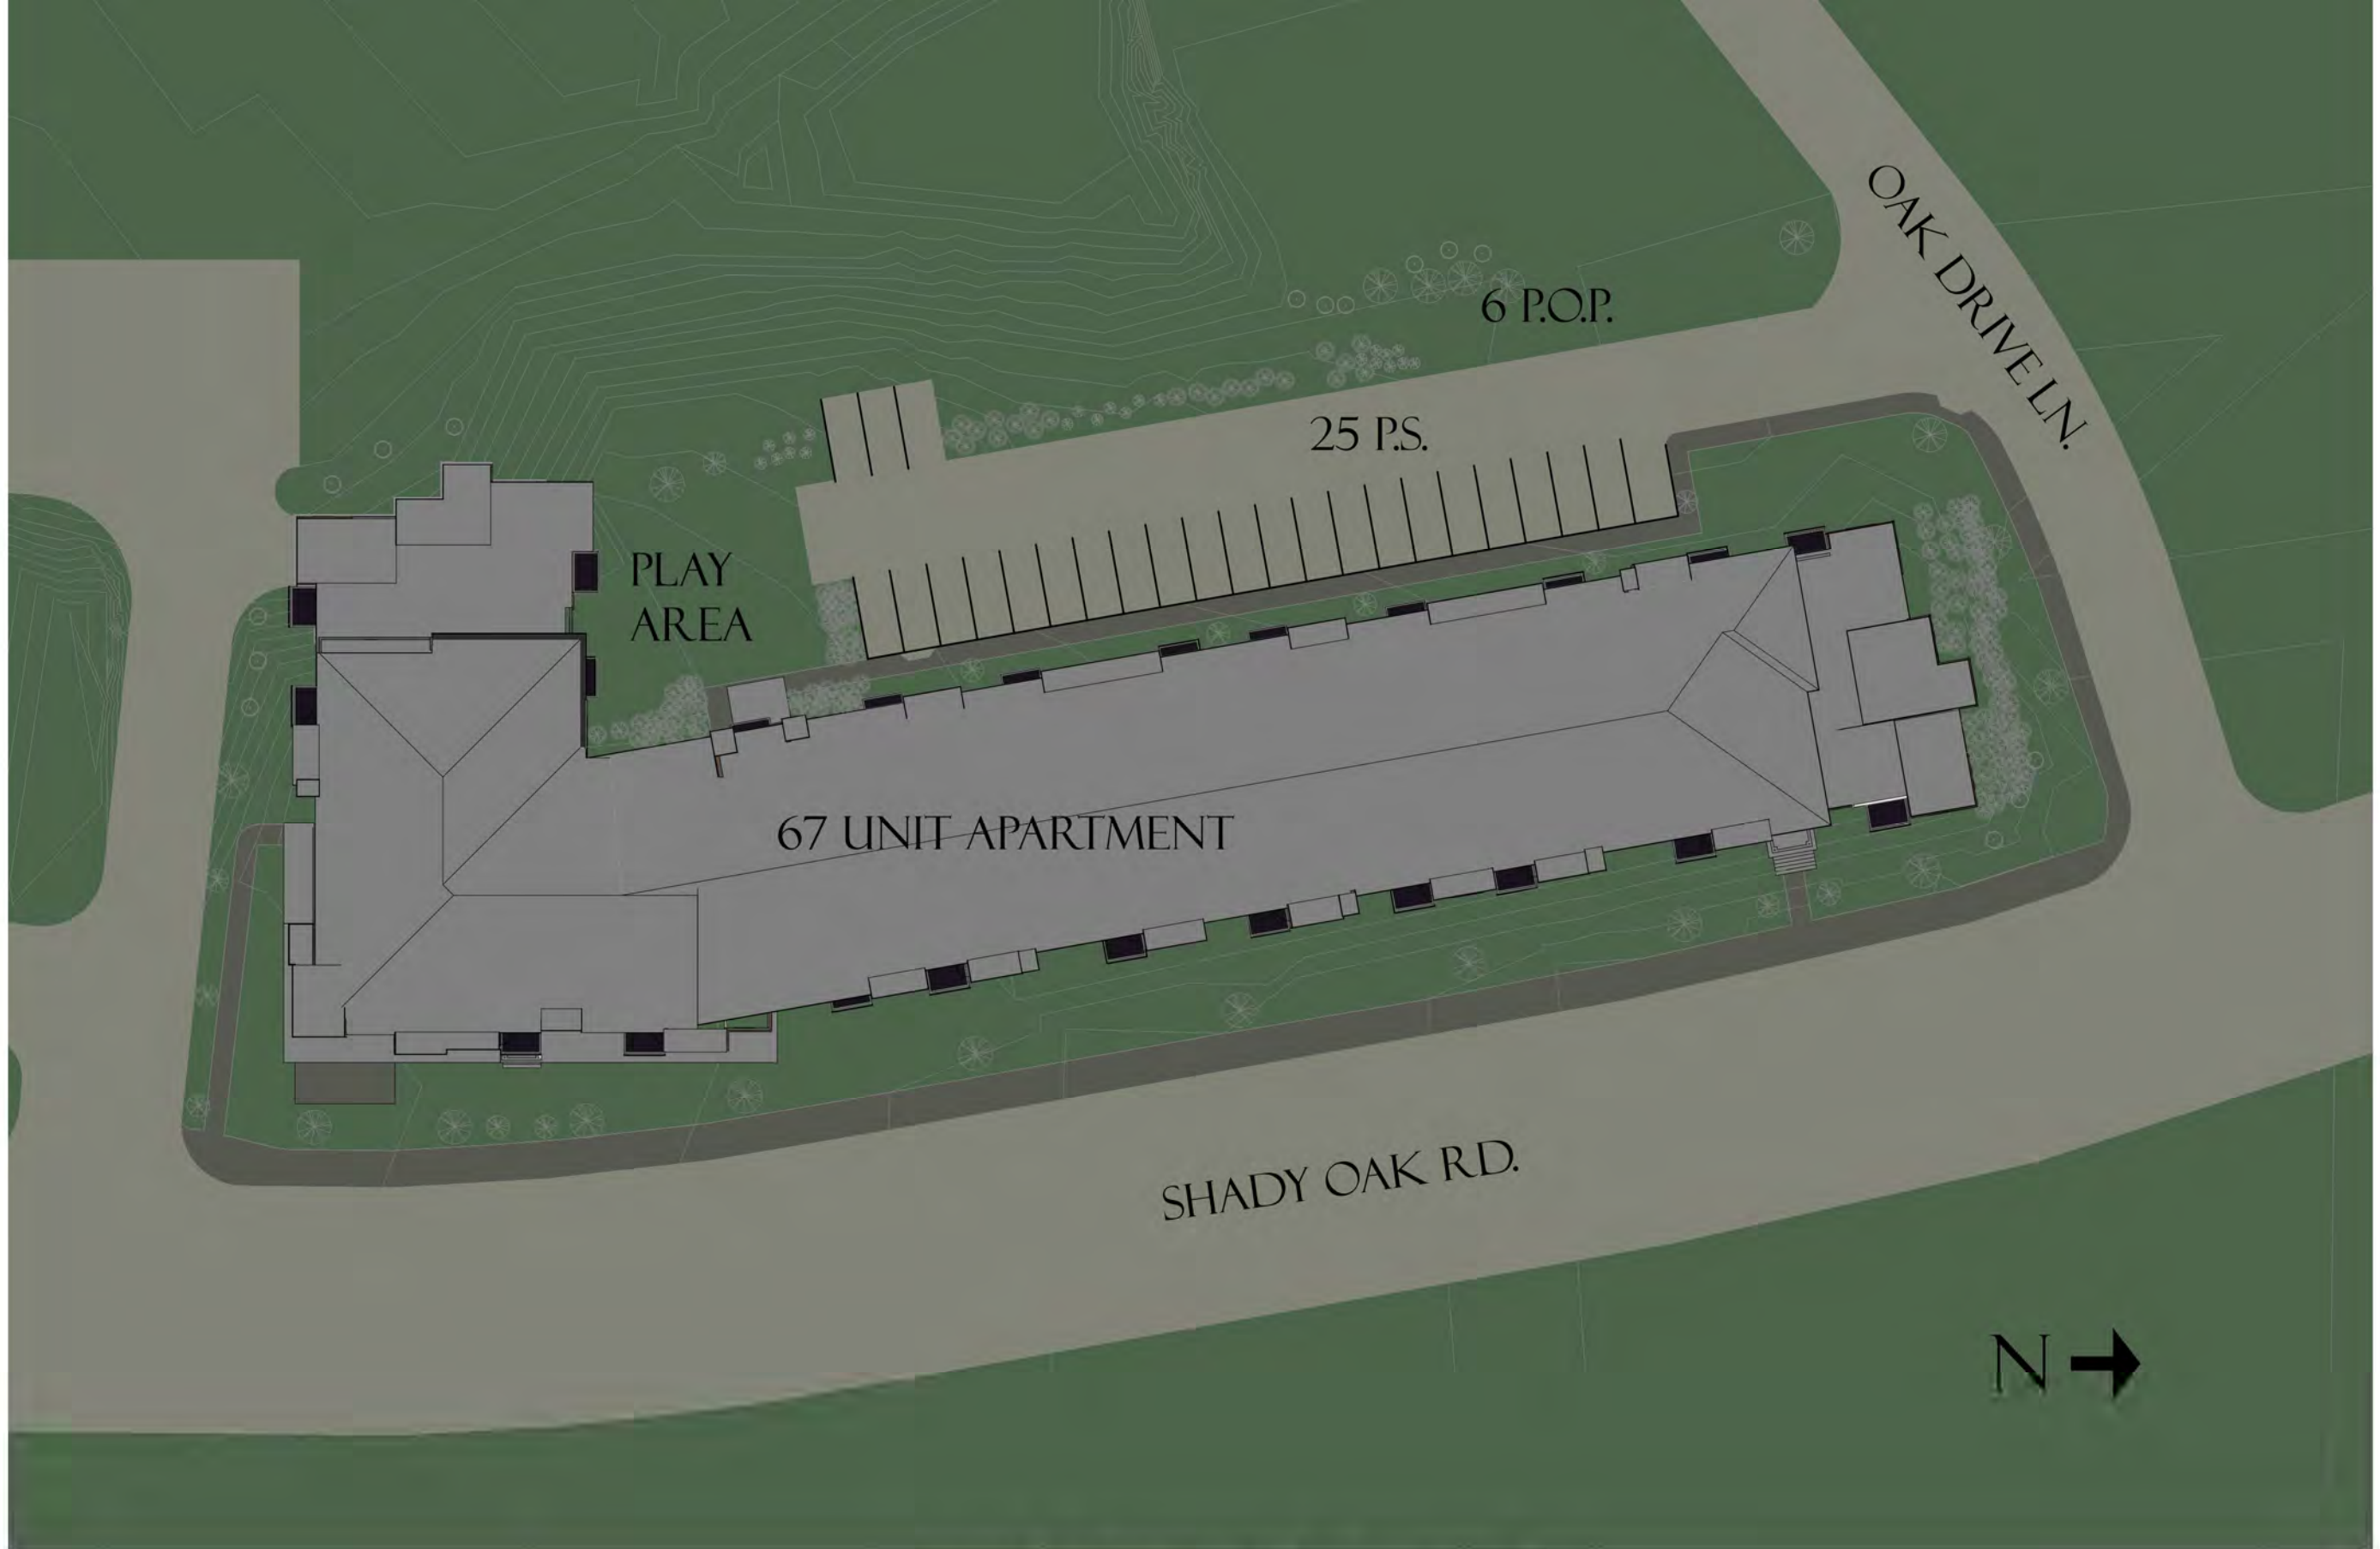 OAK DRIVE LN.
6 P.O.P.
25 P.S.
PLAY
AREA
67 UNIT APARTMENT
SHADY OAK RD.
N